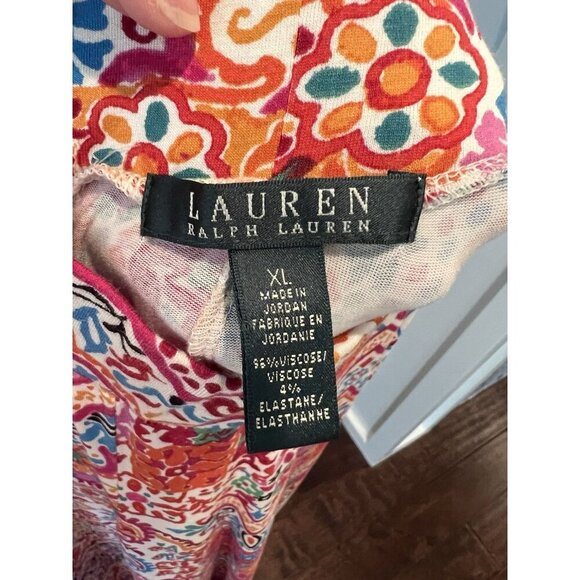 LAUREN
RALPH LAUREN
XL
MADE IN
JORDAN
FABRIQUE EN
JORDANIE
96% VISCOSE/
VISCOSE
4%
ELASTANE/
ELASTHANNE